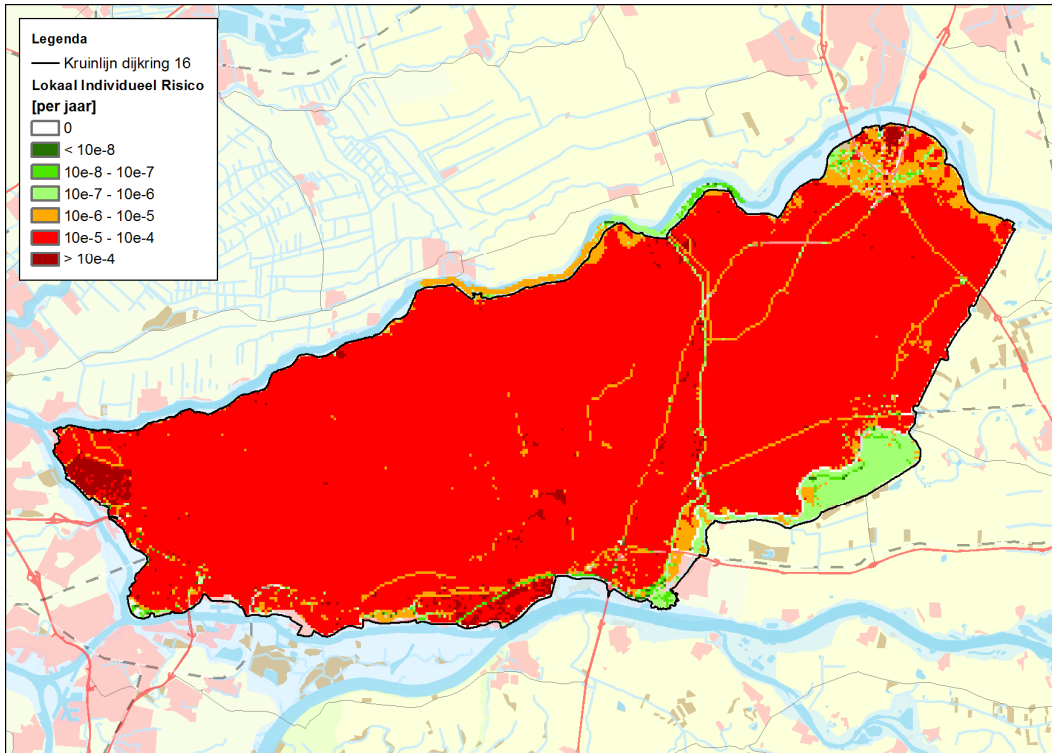 Legenda
Kruinlijn dijkring 16
Lokaal Individueel Risico
[per jaar]
0
< 10e-8
10e-8 - 10e-7
10e-7 - 10e-6
10e-6 - 10e-5
10e-5 - 10e-4
> 10e-4